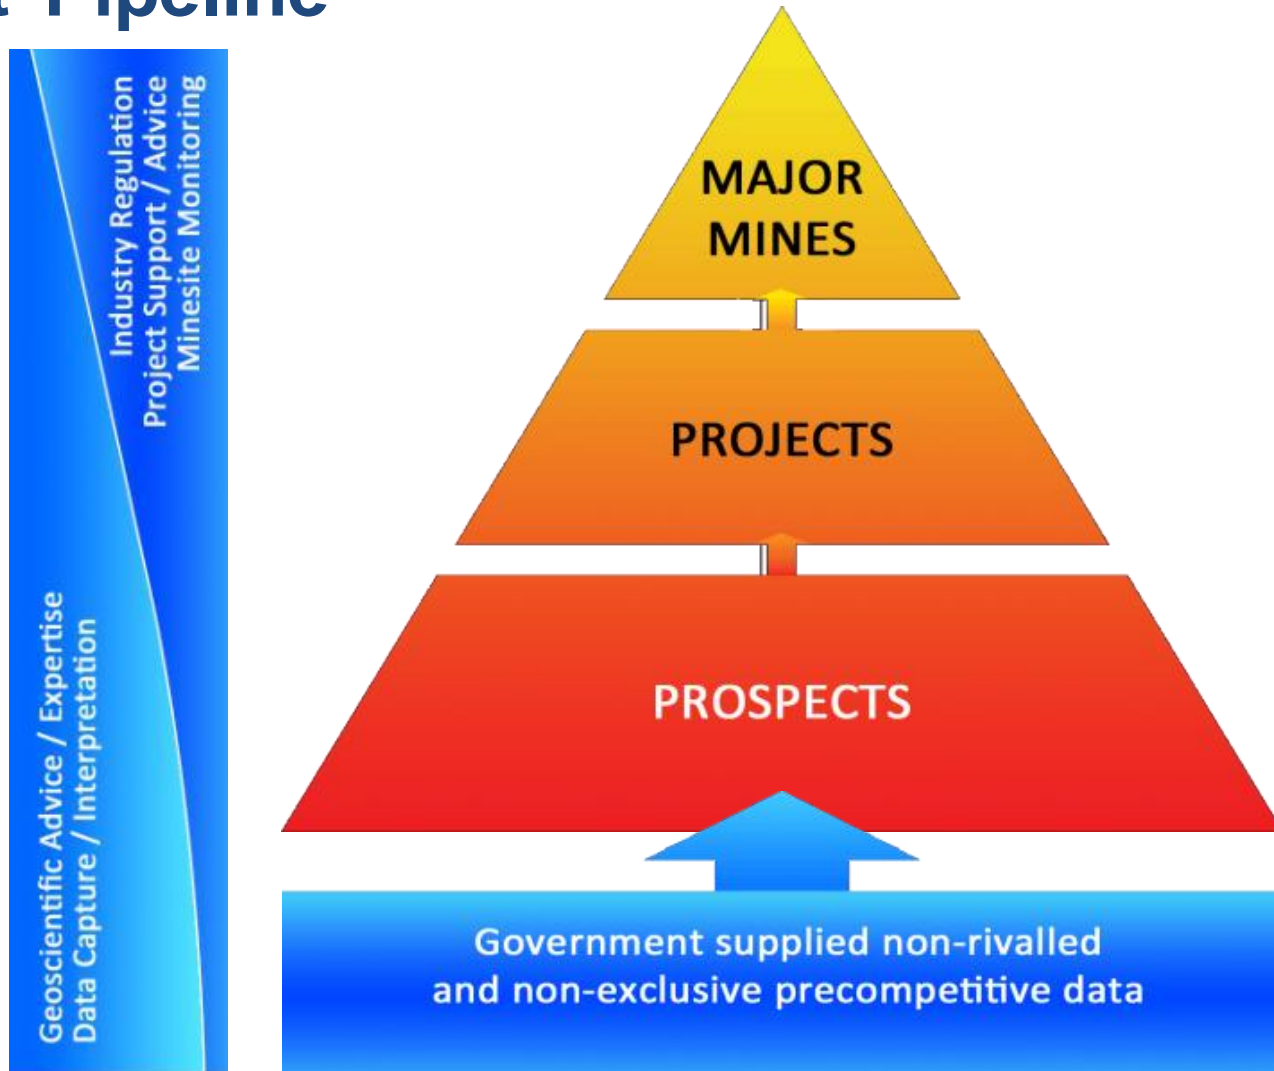 Pipeline
Industry Regulation
Project Support / Advice
Minesite Monitoring
Geoscientific Advice / Expertise
Data Capture / Interpretation
MAJOR
MINES
PROJECTS
PROSPECTS
Government supplied non-rivalled
and non-exclusive precompetitive data